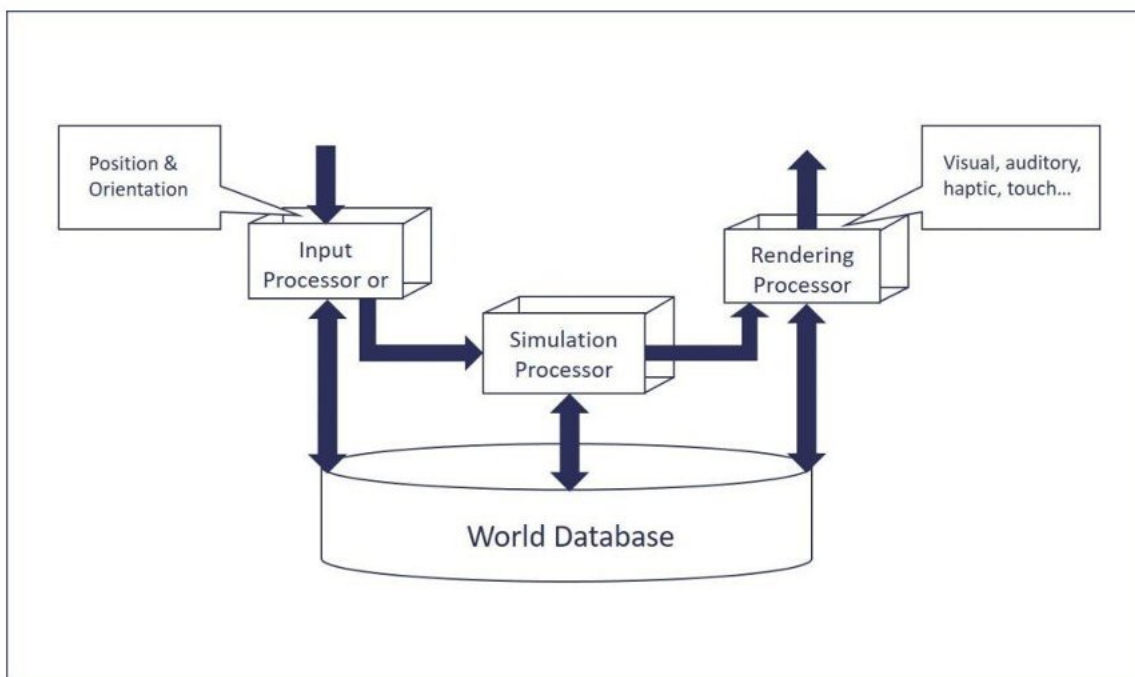 Position &
Orientation
Visual, auditory,
haptic, touch...
Input
Processor or
Rendering
Processor
Simulation
Processor
World Database